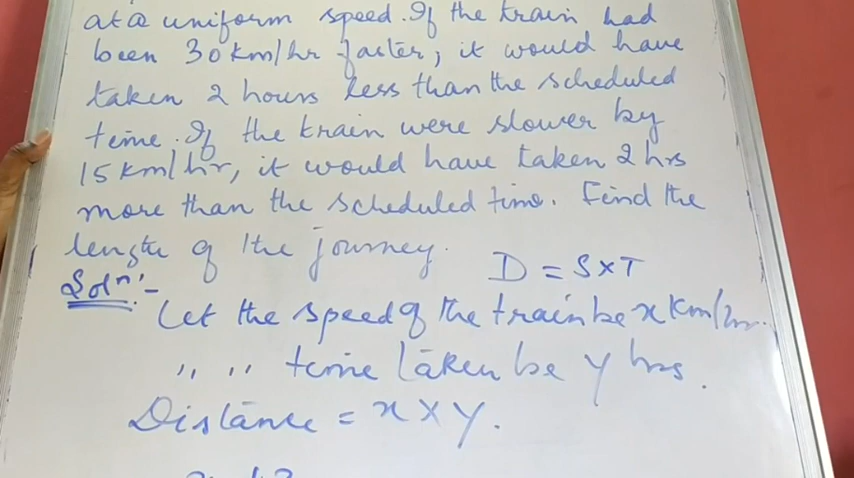 at a uniform speed. If the train had
been 30 km/hr faster, it would have
taken 2 hours less than the scheduled
time. If the train were slower by
15 km/hr, it would have taken 2 hrs
more than the scheduled time. Find the
length of the journey.
D = S x T
Soln:-
Let the speed of the train be x km/hr.
,, ,, time taken be y hrs.
Distance = x x y.